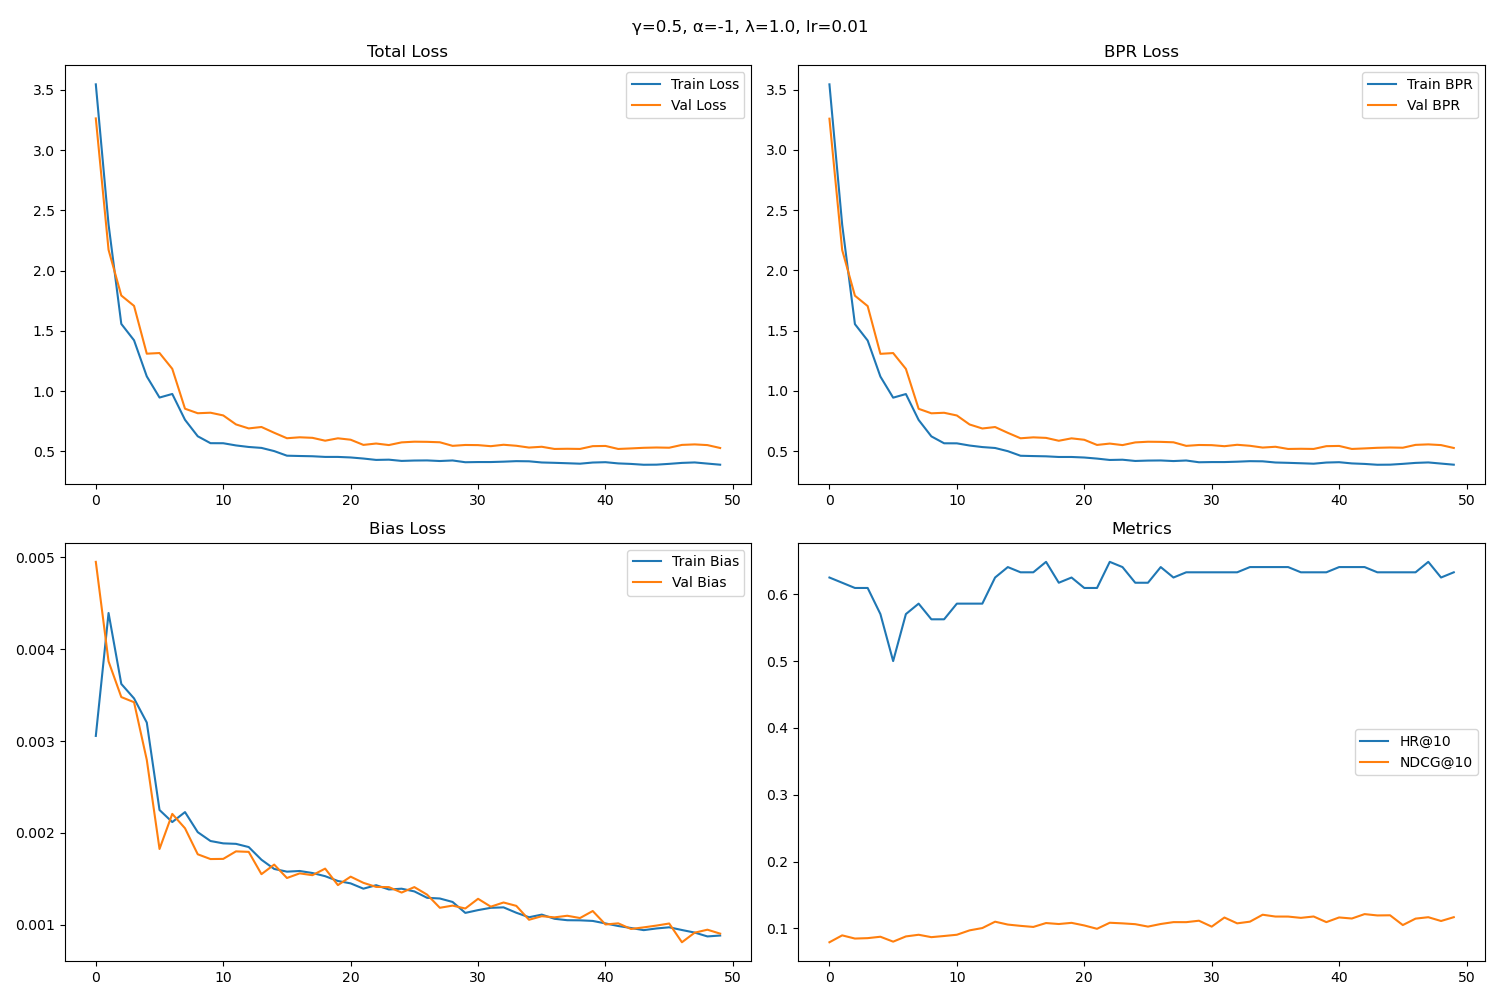 γ=0.5, α=-1, λ=1.0, lr=0.01
Total Loss
3.5
3.0
2.5
2.0
1.5
1.0
0.5
0 10 20 30 40 50
Train Loss
Val Loss
BPR Loss
3.5
3.0
2.5
2.0
1.5
1.0
0.5
0 10 20 30 40 50
Train BPR
Val BPR
Bias Loss
0.005
0.004
0.003
0.002
0.001
0 10 20 30 40 50
Train Bias
Val Bias
Metrics
0.6
0.5
0.4
0.3
0.2
0.1
0 10 20 30 40 50
HR@10
NDCG@10